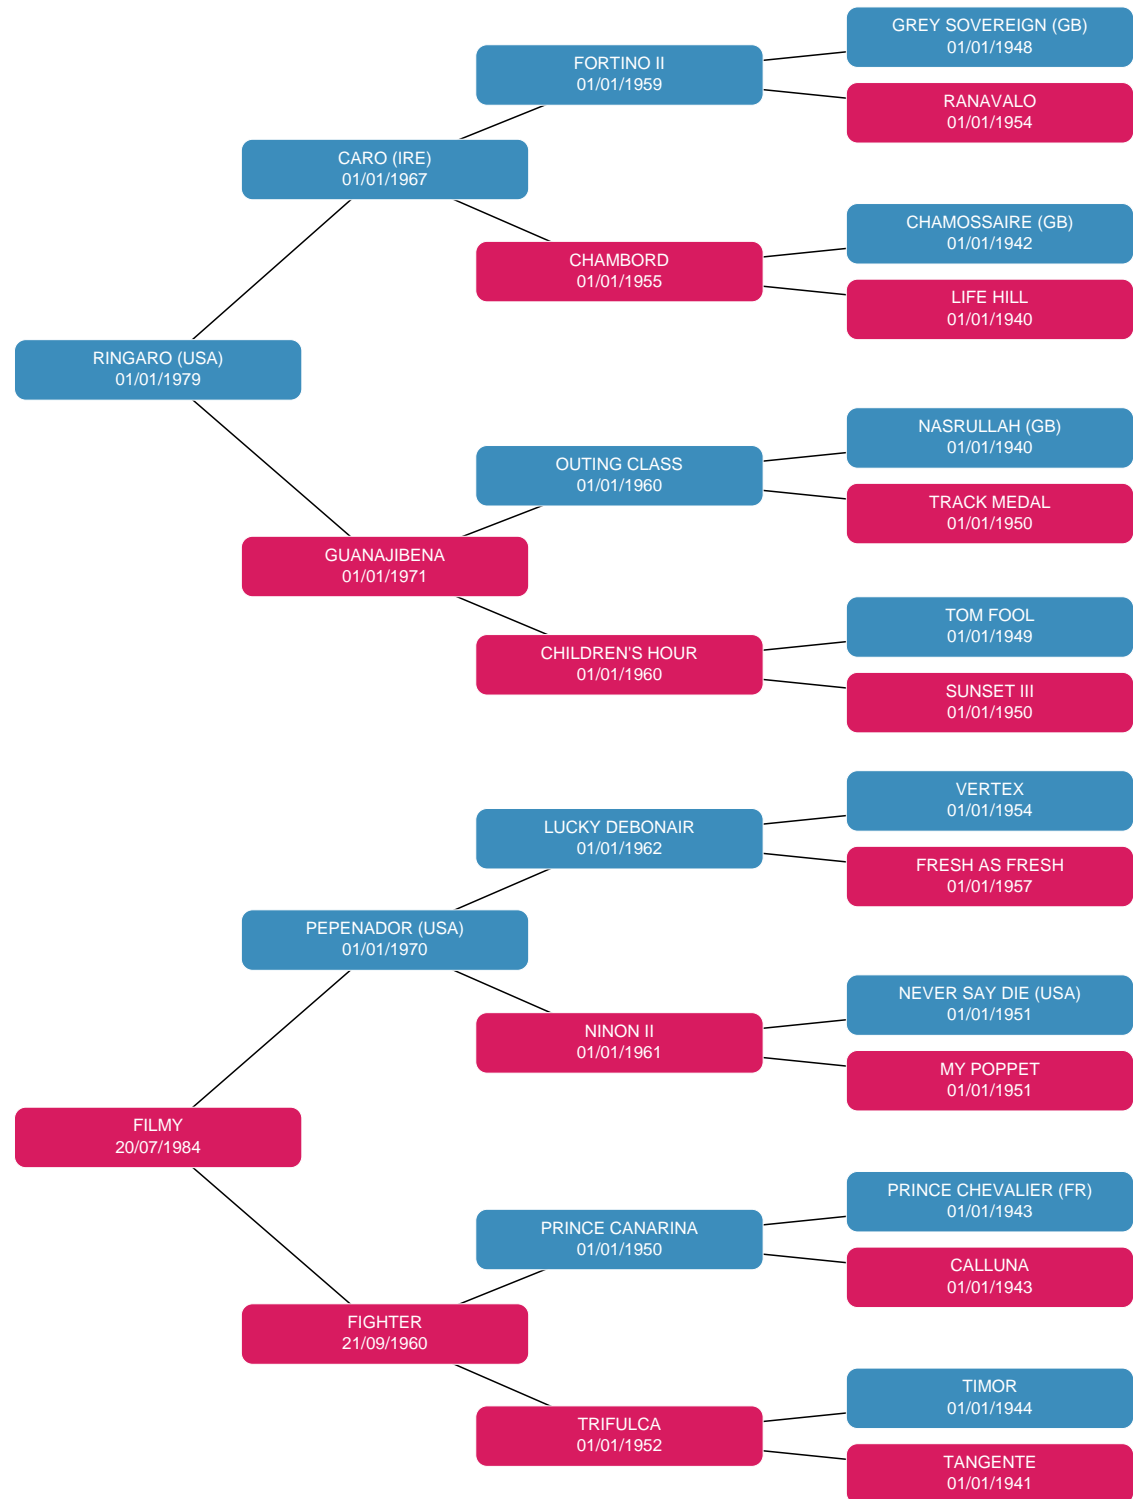 GREY SOVEREIGN (GB)
01/01/1948
FORTINO II
01/01/1959
RANAVALO
01/01/1954
CARO (IRE)
01/01/1967
CHAMOSSAIRE (GB)
01/01/1942
CHAMBORD
01/01/1955
LIFE HILL
01/01/1940
RINGARO (USA)
01/01/1979
NASRULLAH (GB)
01/01/1940
OUTING CLASS
01/01/1960
TRACK MEDAL
01/01/1950
GUANAJIBENA
01/01/1971
TOM FOOL
01/01/1949
CHILDREN'S HOUR
01/01/1960
SUNSET III
01/01/1950
VERTEX
01/01/1954
LUCKY DEBONAIR
01/01/1962
FRESH AS FRESH
01/01/1957
PEPENADOR (USA)
01/01/1970
NEVER SAY DIE (USA)
01/01/1951
NINON II
01/01/1961
MY POPPET
01/01/1951
FILMY
20/07/1984
PRINCE CHEVALIER (FR)
01/01/1943
PRINCE CANARINA
01/01/1950
CALLUNA
01/01/1943
FIGHTER
21/09/1960
TIMOR
01/01/1944
TRIFULCA
01/01/1952
TANGENTE
01/01/1941